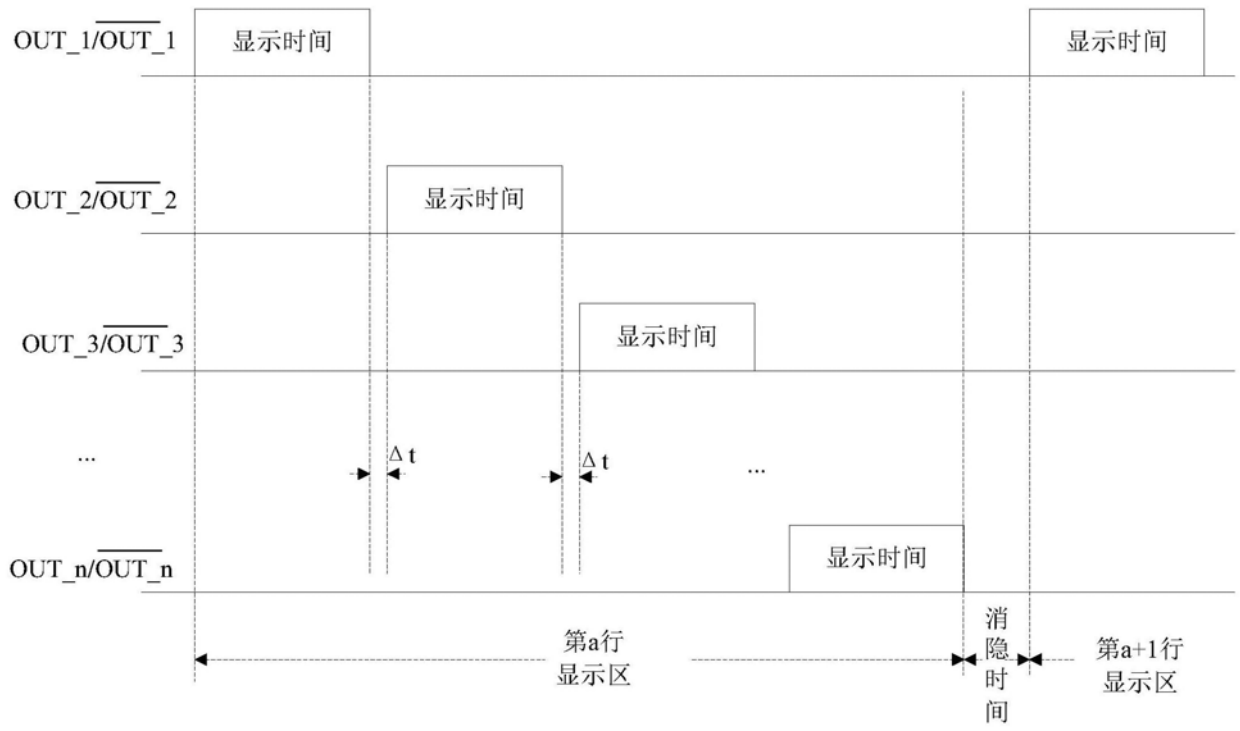 OUT_1/OUT_1 显示时间 显示时间
OUT_2/OUT_2 显示时间
OUT_3/OUT_3 显示时间
... Δt Δt ...
OUT_n/OUT_n 显示时间
第a行
显示区
消
隐
时
间
第a+1行
显示区